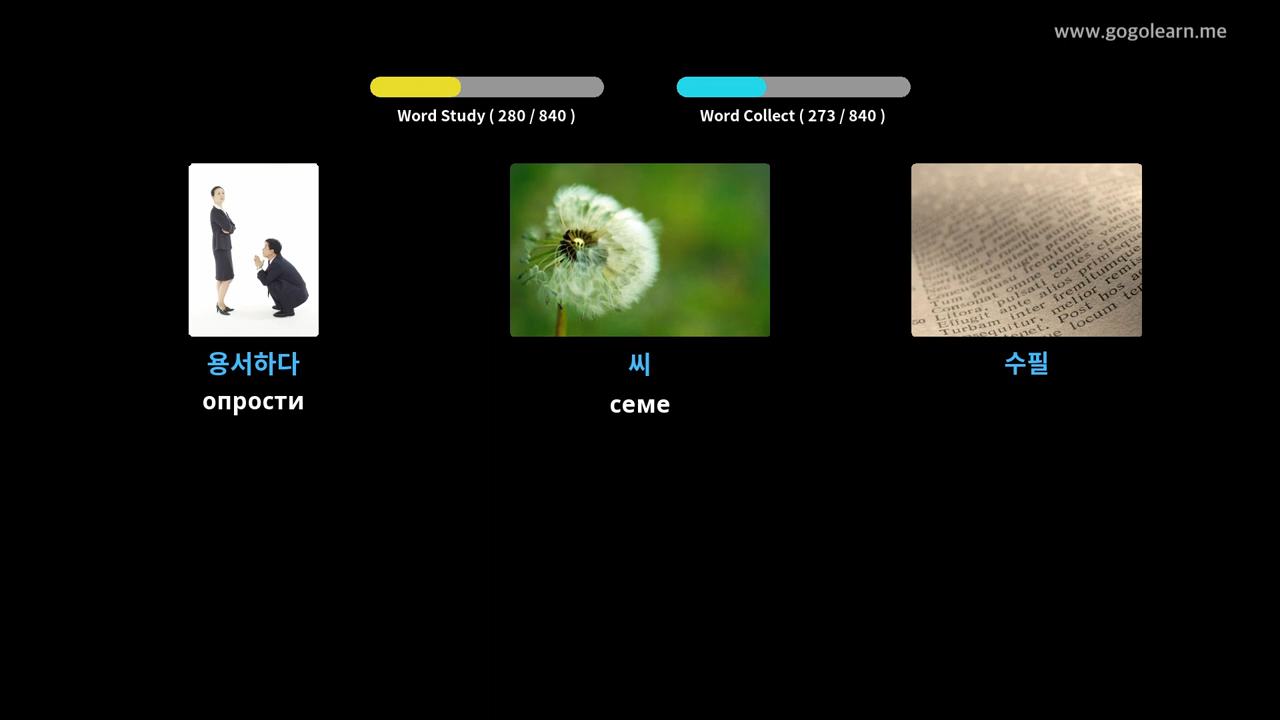 www.gogolearn.me
Word Study ( 280 / 840 )
Word Collect ( 273 / 840 )
용서하다
씨
수필
опрости
семе